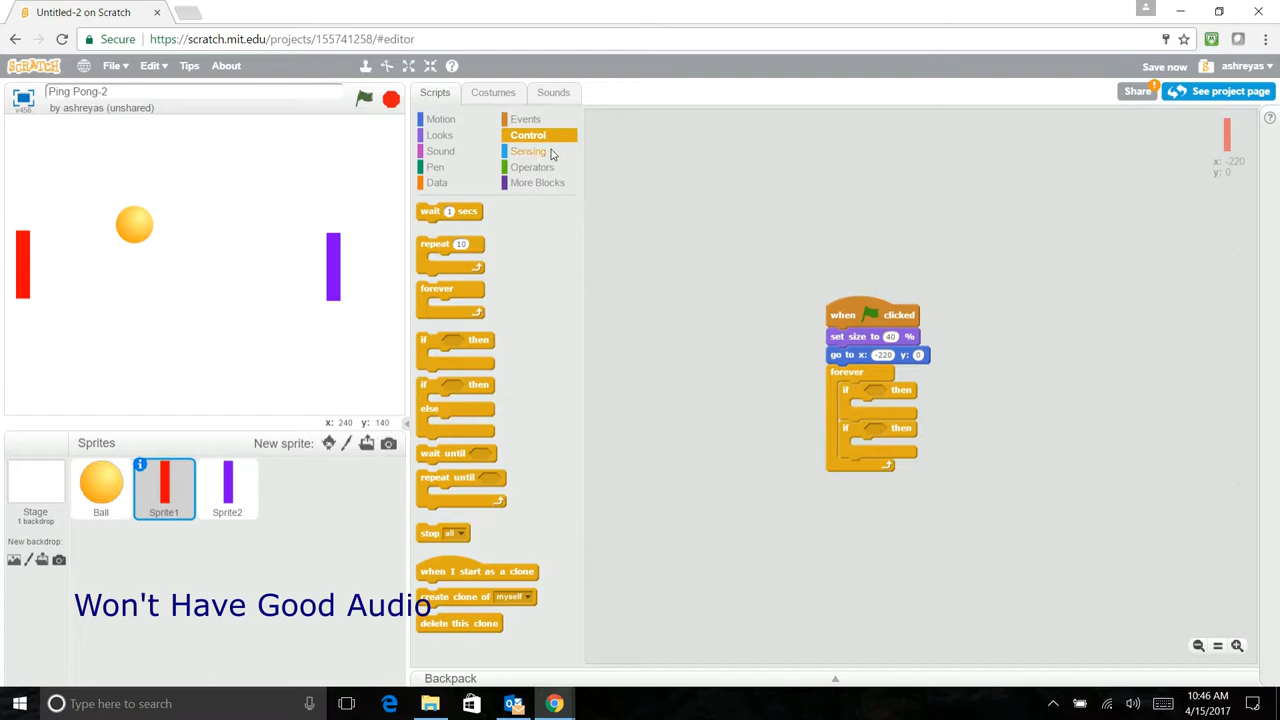 Untitled-2 on Scratch
Secure https://scratch.mit.edu/projects/155741258/#editor
SCRATCH File Edit Tips About Save now ashreyas
Ping Pong-2
by ashreyas (unshared)
v456
Scripts Costumes Sounds
Share ! See project page
Motion Events
Looks Control
Sound Sensing
Pen Operators
Data More Blocks
x: -220
y: 0
wait 1 secs
repeat 10
forever
if then
if then
else
wait until
repeat until
stop all
when I start as a clone
create clone of myself
delete this clone
when clicked
set size to 40 %
go to x: -220 y: 0
forever
if then
if then
x: 240 y: 140
Sprites New sprite:
Stage
1 backdrop
New backdrop:
Ball
Sprite1
Sprite2
Won't Have Good Audio
Backpack
Type here to search
10:46 AM
4/15/2017